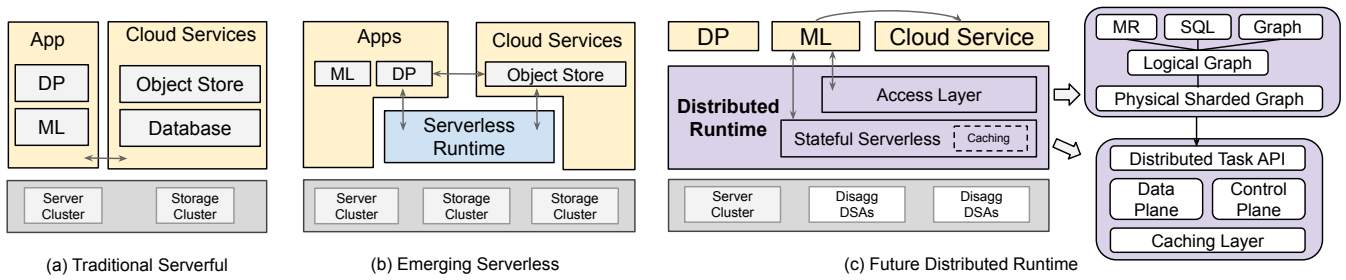 App
DP
ML
Cloud Services
Object Store
Database
Server
Cluster
Storage
Cluster
(a) Traditional Serverful
Apps
ML
DP
Cloud Services
Object Store
Serverless
Runtime
Server
Cluster
Storage
Cluster
Storage
Cluster
(b) Emerging Serverless
DP
ML
Cloud Service
Distributed
Runtime
Access Layer
Stateful Serverless
Caching
Server
Cluster
Disagg
DSAs
Disagg
DSAs
(c) Future Distributed Runtime
MR
SQL
Graph
Logical Graph
Physical Sharded Graph
Distributed Task API
Data
Plane
Control
Plane
Caching Layer